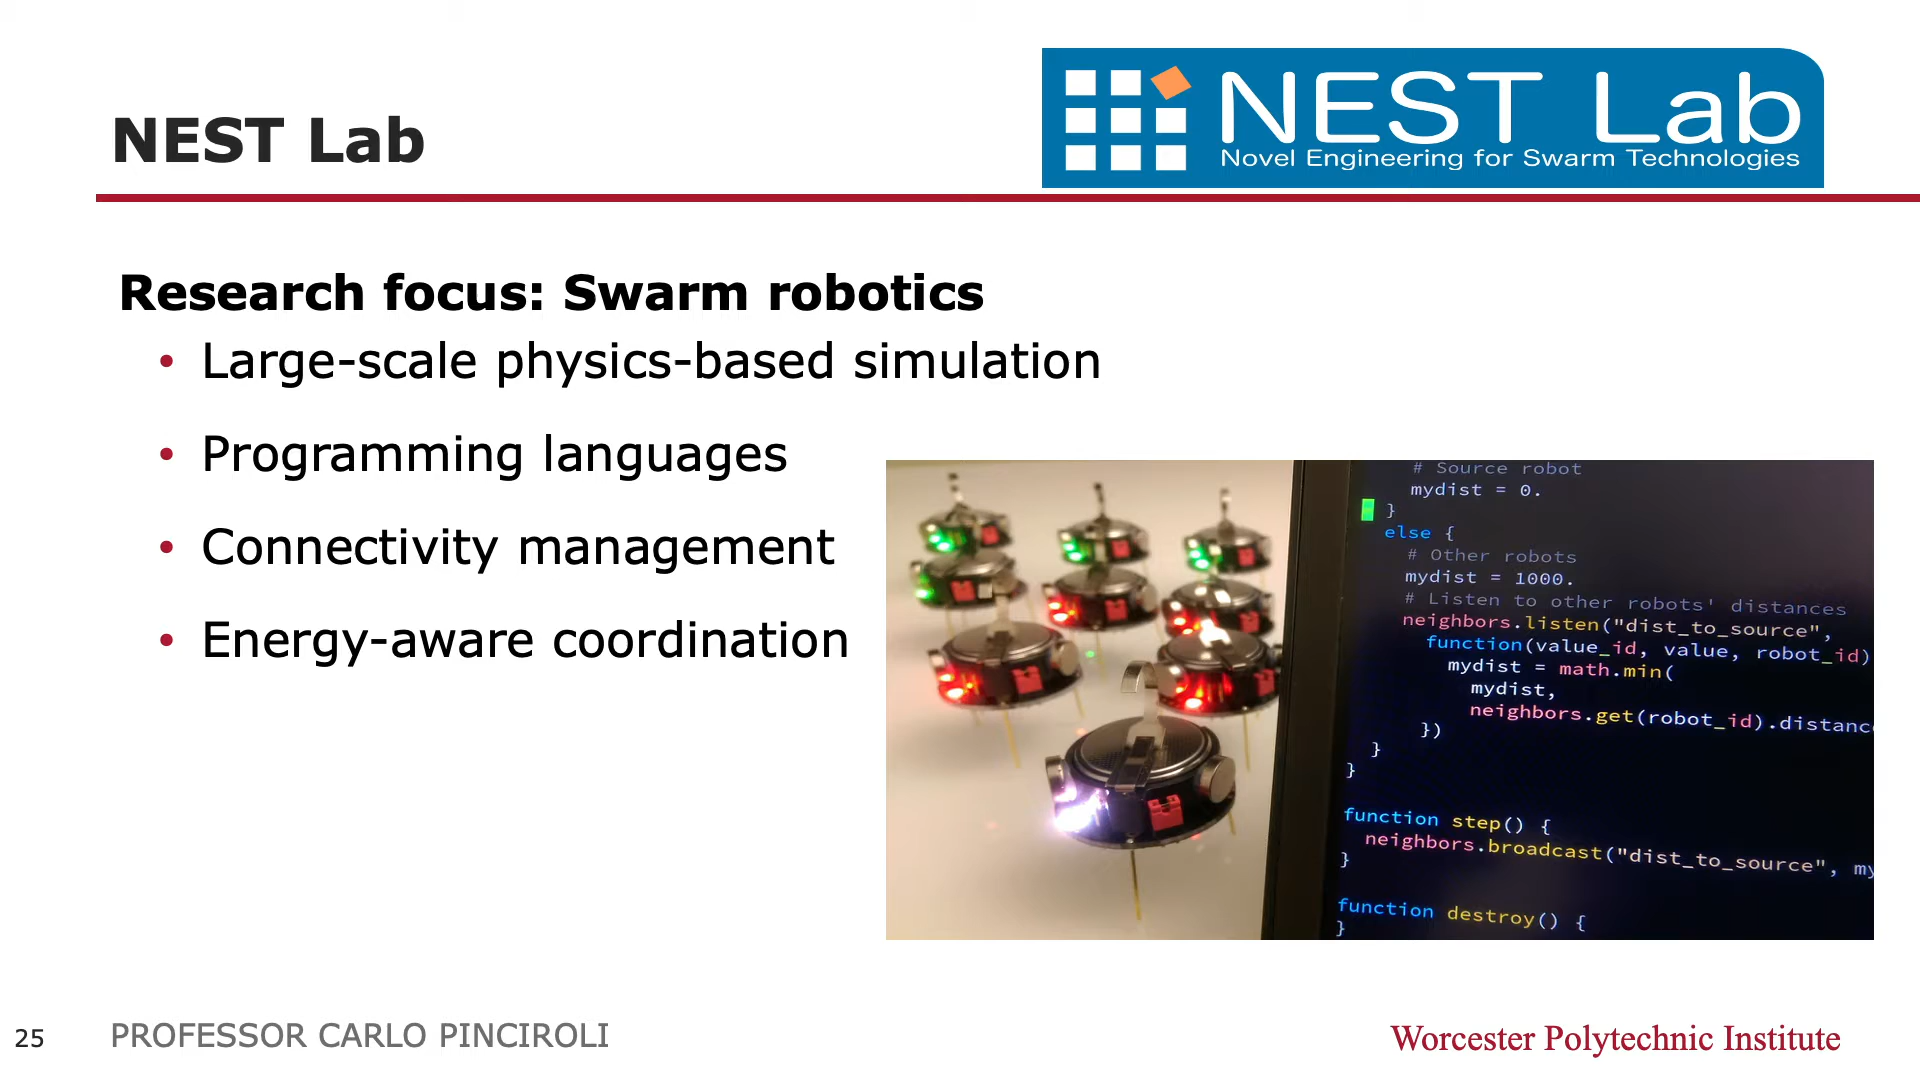 NEST Lab
NEST Lab
Novel Engineering for Swarm Technologies
Research focus: Swarm robotics
• Large-scale physics-based simulation
• Programming languages
• Connectivity management
• Energy-aware coordination
# Source robot
mydist = 0.
}
else {
# Other robots
mydist = 1000.
# Listen to other robots' distances
neighbors.listen("dist_to_source",
function(value_id, value, robot_id)
mydist = math.min(
mydist,
neighbors.get(robot_id).distanc
})
}
}
function step() {
neighbors.broadcast("dist_to_source", my
}
function destroy() {
}
25
PROFESSOR CARLO PINCIROLI
Worcester Polytechnic Institute